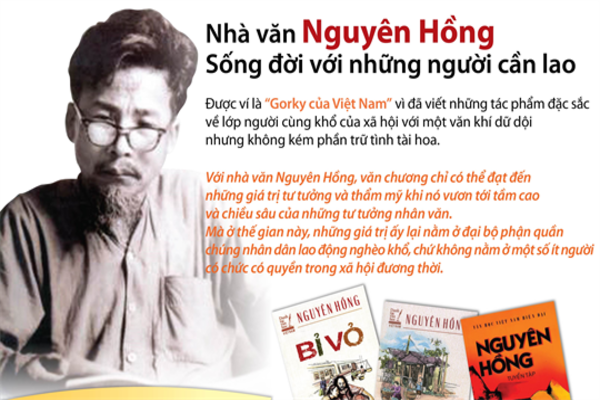 Nhà văn Nguyên Hồng
Sống đời với những người cần lao
Được ví là “Gorky của Việt Nam” vì đã viết những tác phẩm đặc sắc
về lớp người cùng khổ của xã hội với một văn khí dữ dội
nhưng không kém phần trữ tình tài hoa.
Với nhà văn Nguyên Hồng, văn chương chỉ có thể đạt đến
những giá trị tư tưởng và thẩm mỹ khi nó vươn tới tầm cao
và chiều sâu của những tư tưởng nhân văn.
Mà ở thế gian này, những giá trị ấy lại nằm ở đại bộ phận quần
chúng nhân dân lao động nghèo khổ, chứ không nằm ở một số ít người
có chức có quyền trong xã hội đương thời.
NGUYÊN HỒNG
BỈ VỎ
NGUYÊN HỒNG
VĂN HỌC VIỆT NAM HIỆN ĐẠI
NGUYÊN
HỒNG
TUYỂN TẬP